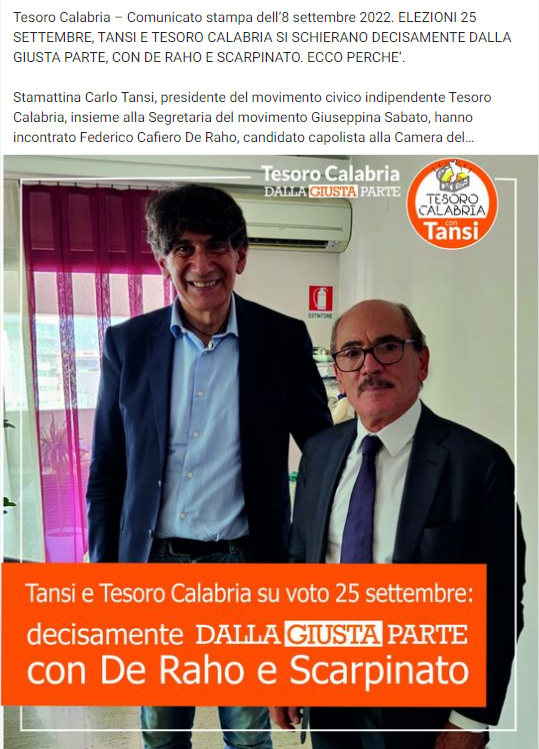 Tesoro Calabria – Comunicato stampa dell'8 settembre 2022. ELEZIONI 25
SETTEMBRE, TANSI E TESORO CALABRIA SI SCHIERANO DECISAMENTE DALLA
GIUSTA PARTE, CON DE RAHO E SCARPINATO. ECCO PERCHE'.
Stamattina Carlo Tansi, presidente del movimento civico indipendente Tesoro
Calabria, insieme alla Segretaria del movimento Giuseppina Sabato, hanno
incontrato Federico Cafiero De Raho, candidato capolista alla Camera del...
Tesoro Calabria
DALLA GIUSTA PARTE
TESORO
CALABRIA
con
Tansi
ESTINTORE
Tansi e Tesoro Calabria su voto 25 settembre:
decisamente DALLA GIUSTA PARTE
con De Raho e Scarpinato